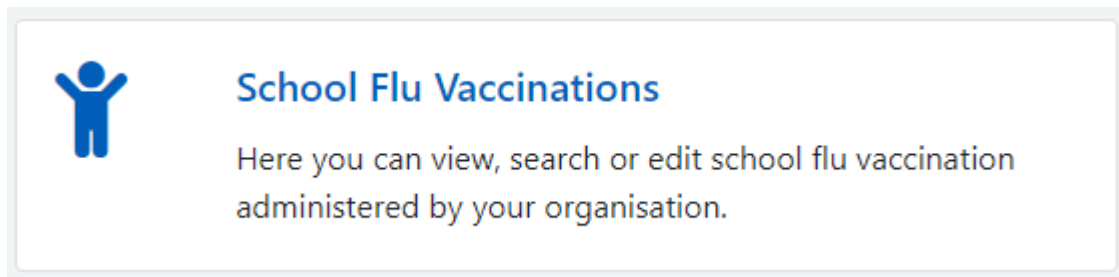 School Flu Vaccinations
Here you can view, search or edit school flu vaccination
administered by your organisation.